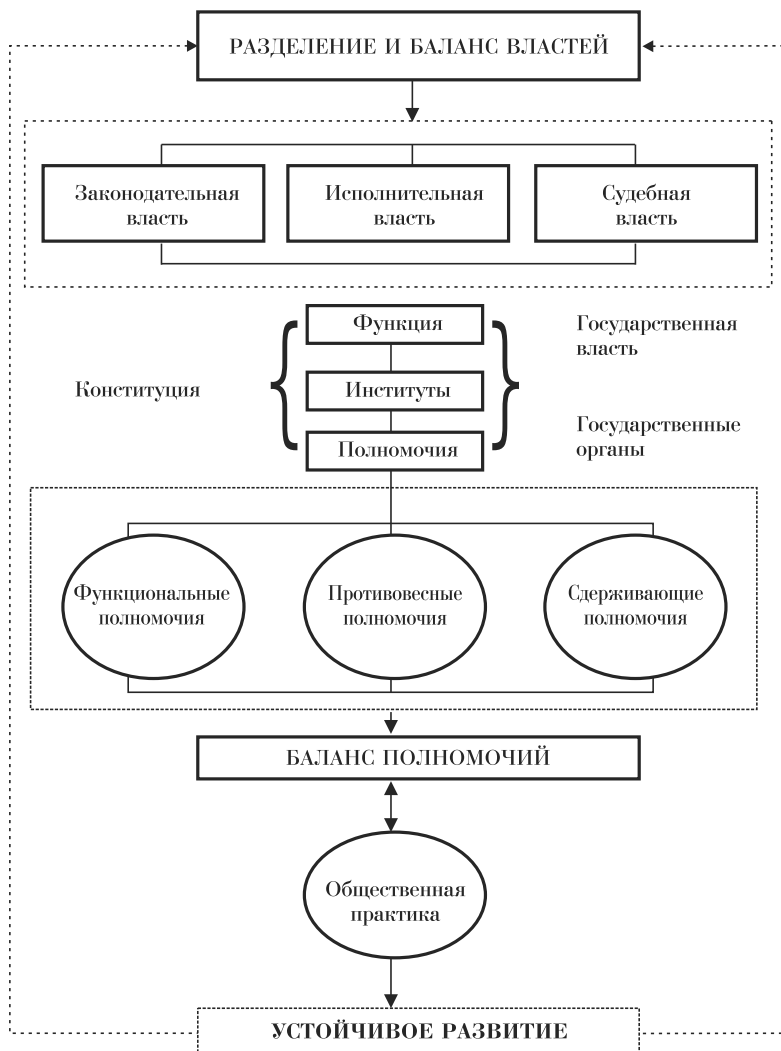 РАЗДЕЛЕНИЕ И БАЛАНС ВЛАСТЕЙ
Законодательная
власть
Исполнительная
власть
Судебная
власть
Конституция
Функция
Институты
Полномочия
Государственная
власть
Государственные
органы
Функциональные
полномочия
Противовесные
полномочия
Сдерживающие
полномочия
БАЛАНС ПОЛНОМОЧИЙ
Общественная
практика
УСТОЙЧИВОЕ РАЗВИТИЕ